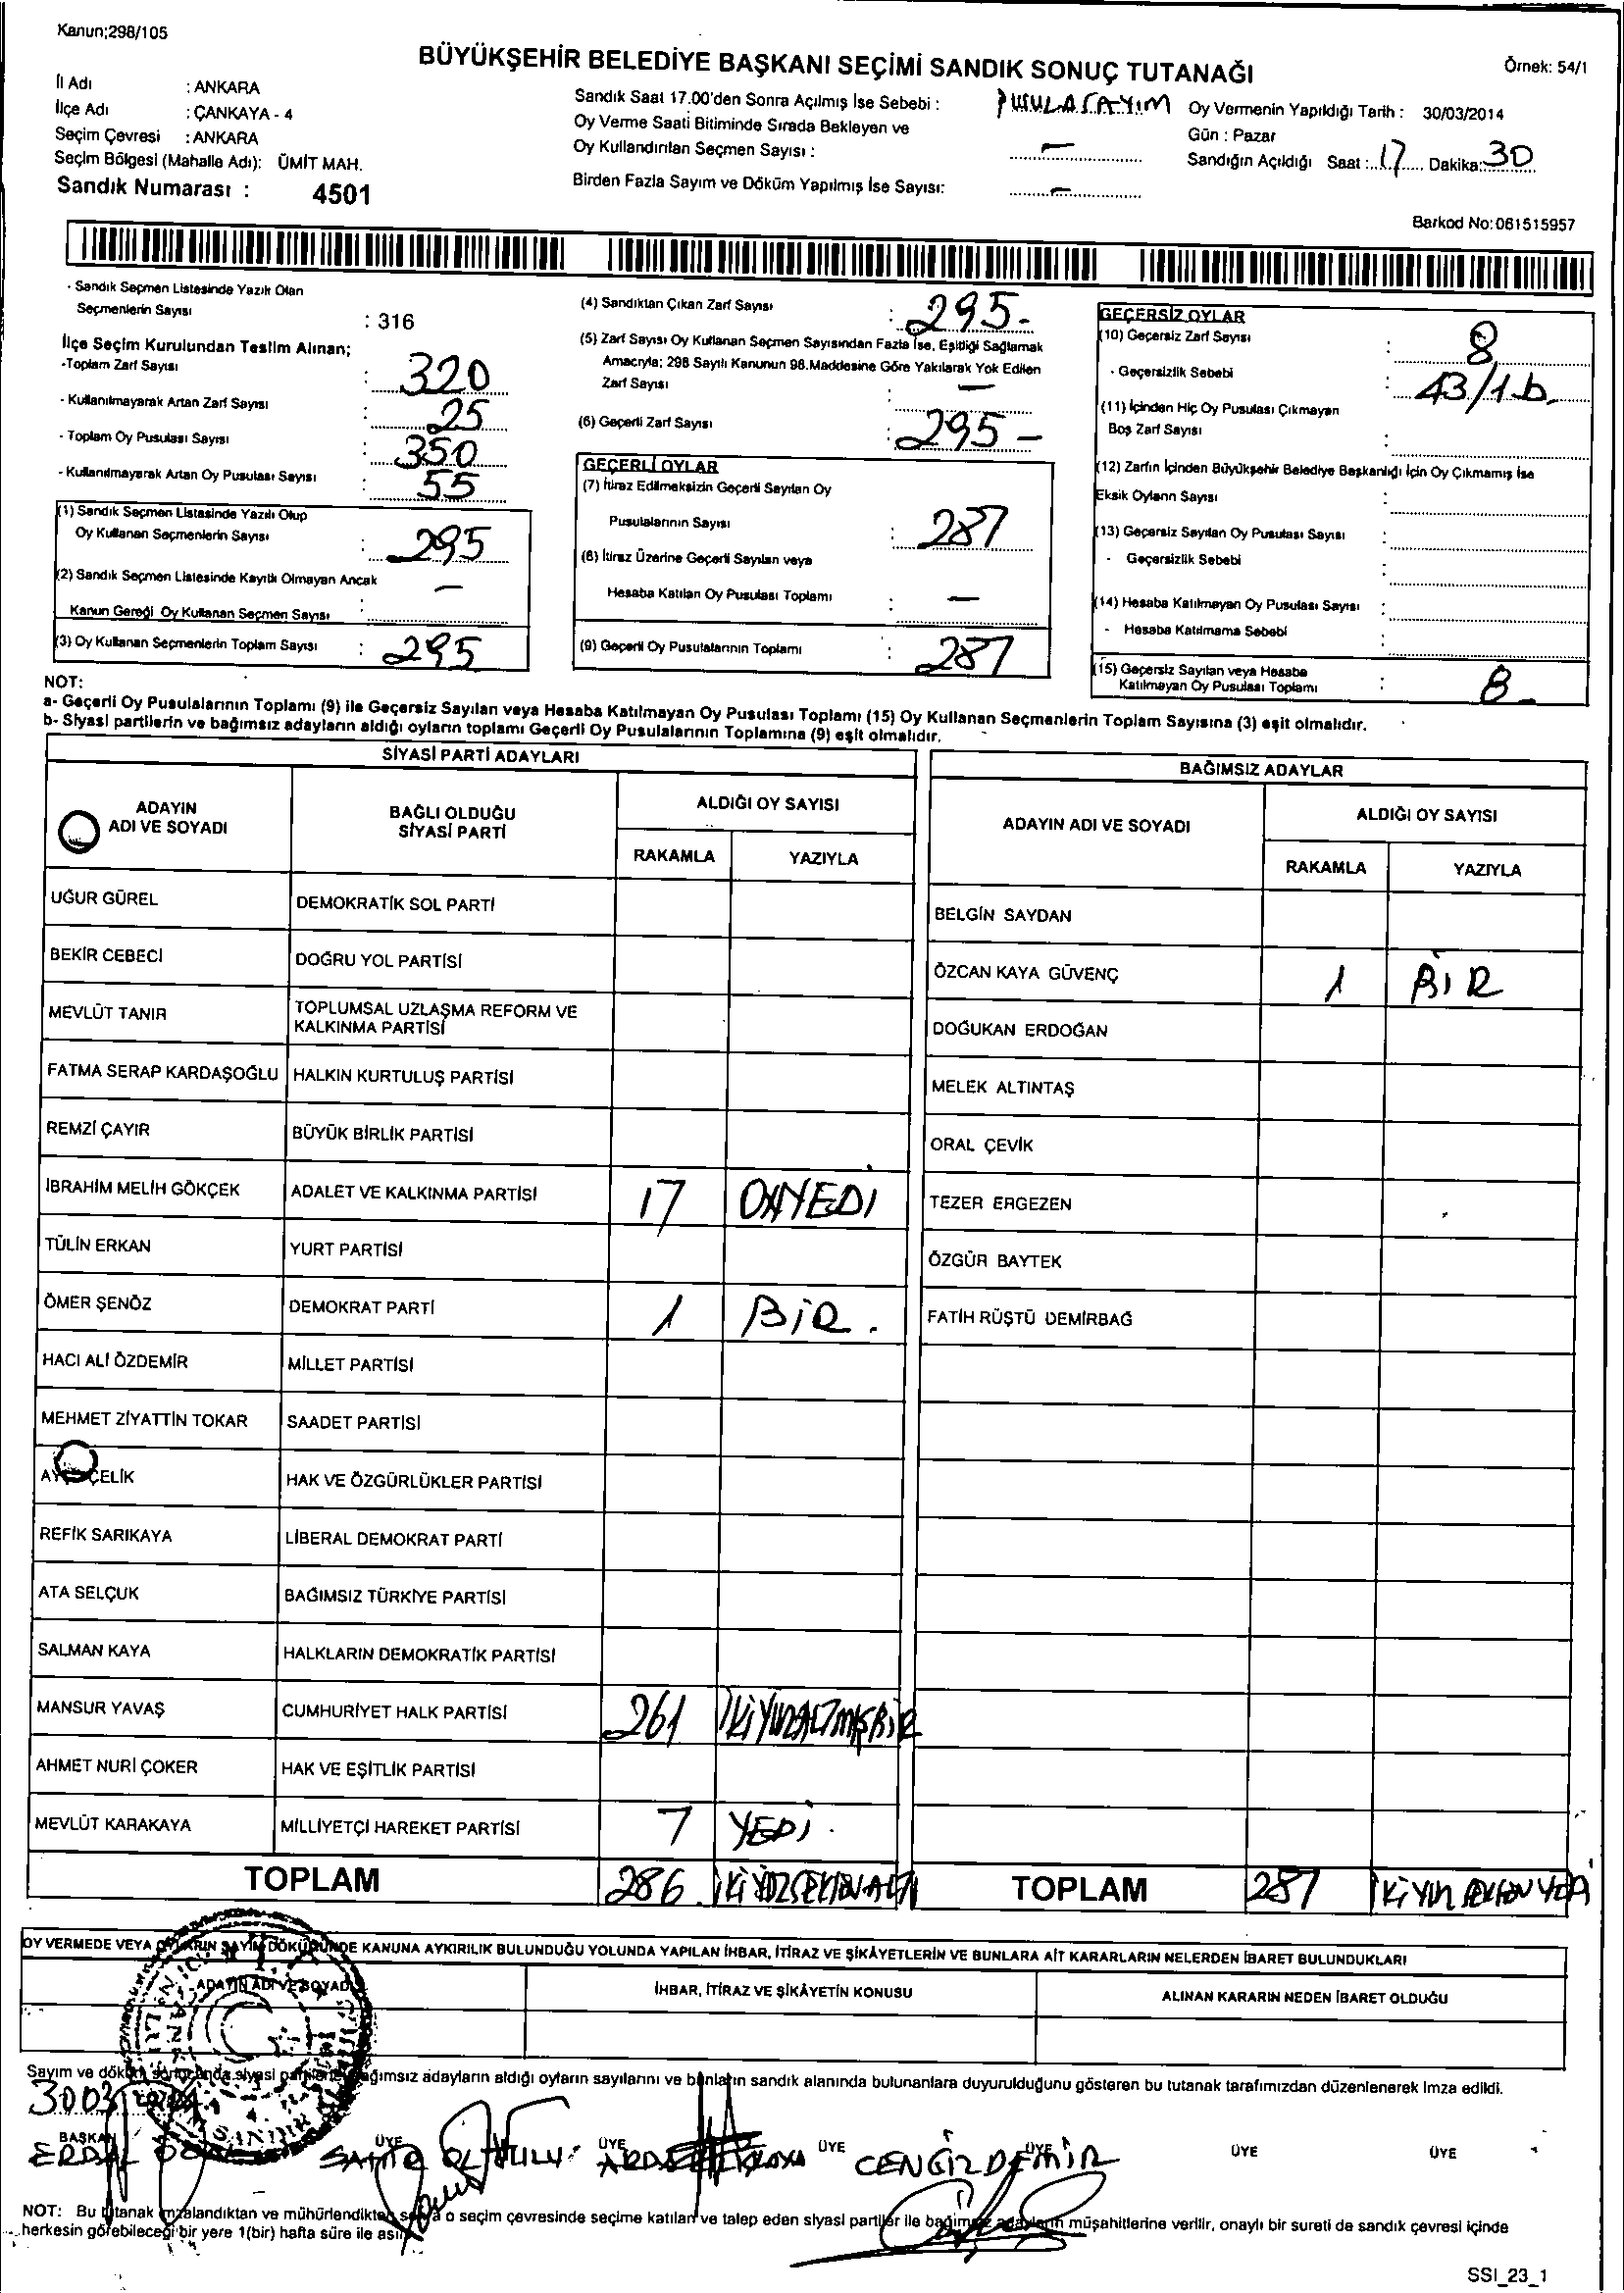 Kanun;298/105
BÜYÜKŞEHİR BELEDİYE BAŞKANI SEÇİMİ SANDIK SONUÇ TUTANAĞI
Örnek: 54/1
İl Adı : ANKARA
İlçe Adı : ÇANKAYA - 4
Seçim Çevresi : ANKARA
Seçim Bölgesi (Mahalle Adı): ÜMİT MAH.
Sandık Numarası : 4501
Sandık Saat 17.00'den Sonra Açılmış İse Sebebi : PUSULA SAYIM
Oy Verme Saati Bitiminde Sırada Bekleyen ve
Oy Kullandırılan Seçmen Sayısı : —
Birden Fazla Sayım ve Döküm Yapılmış İse Sayısı: —
Oy Vermenin Yapıldığı Tarih : 30/03/2014
Gün : Pazar
Sandığın Açıldığı Saat : 17 Dakika: 30
Barkod No:061515957
- Sandık Seçmen Listesinde Yazılı Olan
Seçmenlerin Sayısı : 316
İlçe Seçim Kurulundan Teslim Alınan;
-Toplam Zarf Sayısı : 320
- Kullanılmayarak Artan Zarf Sayısı : 25
- Toplam Oy Pusulası Sayısı : 350
- Kullanılmayarak Artan Oy Pusulası Sayısı : 55
(1) Sandık Seçmen Listesinde Yazılı Olup
Oy Kullanan Seçmenlerin Sayısı : 295
(2) Sandık Seçmen Listesinde Kayıtlı Olmayan Ancak
Kanun Gereği Oy Kullanan Seçmen Sayısı : —
(3) Oy Kullanan Seçmenlerin Toplam Sayısı : 295
(4) Sandıktan Çıkan Zarf Sayısı : 295-
(5) Zarf Sayısı Oy Kullanan Seçmen Sayısından Fazla İse, Eşitliği Sağlamak
Amacıyla; 298 Sayılı Kanunun 98.Maddesine Göre Yakılarak Yok Edilen
Zarf Sayısı : —
(6) Geçerli Zarf Sayısı : 295-
GEÇERLİ OYLAR
(7) İtiraz Edilmeksizin Geçerli Sayılan Oy
Pusulalarının Sayısı : 287
(8) İtiraz Üzerine Geçerli Sayılan veya
Hesaba Katılan Oy Pusulası Toplamı : —
(9) Geçerli Oy Pusulalarının Toplamı : 287
GEÇERSİZ OYLAR
(10) Geçersiz Zarf Sayısı : 8
- Geçersizlik Sebebi : 43/1-b.
(11) İçinden Hiç Oy Pusulası Çıkmayan
Boş Zarf Sayısı :
(12) Zarfın İçinden Büyükşehir Belediye Başkanlığı İçin Oy Çıkmamış İse
Eksik Oyların Sayısı :
(13) Geçersiz Sayılan Oy Pusulası Sayısı :
- Geçersizlik Sebebi :
(14) Hesaba Katılmayan Oy Pusulası Sayısı :
- Hesaba Katılmama Sebebi :
(15) Geçersiz Sayılan veya Hesaba
Katılmayan Oy Pusulası Toplamı : 8-
NOT:
a- Geçerli Oy Pusulalarının Toplamı (9) ile Geçersiz Sayılan veya Hesaba Katılmayan Oy Pusulası Toplamı (15) Oy Kullanan Seçmenlerin Toplam Sayısına (3) eşit olmalıdır.
b- Siyasi partilerin ve bağımsız adayların aldığı oyların toplamı Geçerli Oy Pusulalarının Toplamına (9) eşit olmalıdır.
SİYASİ PARTİ ADAYLARI
ADAYIN ADI VE SOYADI
BAĞLI OLDUĞU SİYASİ PARTİ
ALDIĞI OY SAYISI
RAKAMLA YAZIYLA
UĞUR GÜREL DEMOKRATİK SOL PARTİ
BEKİR CEBECİ DOĞRU YOL PARTİSİ
MEVLÜT TANIR TOPLUMSAL UZLAŞMA REFORM VE KALKINMA PARTİSİ
FATMA SERAP KARDAŞOĞLU HALKIN KURTULUŞ PARTİSİ
REMZİ ÇAYIR BÜYÜK BİRLİK PARTİSİ
İBRAHİM MELİH GÖKÇEK ADALET VE KALKINMA PARTİSİ 17 ONYEDİ
TÜLİN ERKAN YURT PARTİSİ
ÖMER ŞENÖZ DEMOKRAT PARTİ 1 BİR.
HACI ALİ ÖZDEMİR MİLLET PARTİSİ
MEHMET ZİYATTİN TOKAR SAADET PARTİSİ
ÇELİK HAK VE ÖZGÜRLÜKLER PARTİSİ
REFİK SARIKAYA LİBERAL DEMOKRAT PARTİ
ATA SELÇUK BAĞIMSIZ TÜRKİYE PARTİSİ
SALMAN KAYA HALKLARIN DEMOKRATİK PARTİSİ
MANSUR YAVAŞ CUMHURİYET HALK PARTİSİ 261 İKİYÜZALTMIŞBİR
AHMET NURİ ÇOKER HAK VE EŞİTLİK PARTİSİ
MEVLÜT KARAKAYA MİLLİYETÇİ HAREKET PARTİSİ 7 YEDİ
TOPLAM 286 İKİYÜZSEKSENALTI
BAĞIMSIZ ADAYLAR
ADAYIN ADI VE SOYADI
ALDIĞI OY SAYISI
RAKAMLA YAZIYLA
BELGİN SAYDAN
ÖZCAN KAYA GÜVENÇ 1 BİR
DOĞUKAN ERDOĞAN
MELEK ALTINTAŞ
ORAL ÇEVİK
TEZER ERGEZEN
ÖZGÜR BAYTEK
FATİH RÜŞTÜ DEMİRBAĞ
TOPLAM 287
OY VERMEDE VEYA OYLARIN SAYIM DÖKÜMÜNDE KANUNA AYKIRILIK BULUNDUĞU YOLUNDA YAPILAN İHBAR, İTİRAZ VE ŞİKÂYETLERİN VE BUNLARA AİT KARARLARIN NELERDEN İBARET BULUNDUKLARI
ADAYIN ADI VE SOYADI
İHBAR, İTİRAZ VE ŞİKÂYETİN KONUSU
ALINAN KARARIN NEDEN İBARET OLDUĞU
Sayım ve döküm sonucunda siyasi partilerin bağımsız adayların aldığı oyların sayılarını ve bunların sandık alanında bulunanlara duyurulduğunu gösteren bu tutanak tarafımızdan düzenlenerek imza edildi.
BAŞKAN ÜYE ÜYE ÜYE ÜYE ÜYE ÜYE
ERDAL
CENGİZ DEMİR
NOT: Bu tutanak imzalandıktan ve mühürlendikten sonra o seçim çevresinde seçime katılan ve talep eden siyasi partiler ile bağımsız adayların müşahitlerine verilir, onaylı bir sureti de sandık çevresi içinde
herkesin görebileceği bir yere 1(bir) hafta süre ile asılır
SSI_23_1